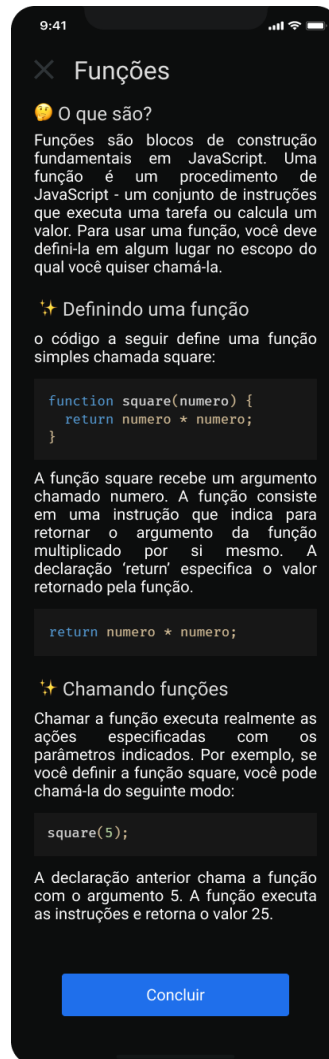 9:41
Funções
🤔 O que são?
Funções são blocos de construção
fundamentais em JavaScript. Uma
função é um procedimento de
JavaScript - um conjunto de instruções
que executa uma tarefa ou calcula um
valor. Para usar uma função, você deve
defini-la em algum lugar no escopo do
qual você quiser chamá-la.
✨ Definindo uma função
o código a seguir define uma função
simples chamada square:
function square(numero) {
  return numero * numero;
}
A função square recebe um argumento
chamado numero. A função consiste
em uma instrução que indica para
retornar o argumento da função
multiplicado por si mesmo. A
declaração ‘return’ especifica o valor
retornado pela função.
return numero * numero;
✨ Chamando funções
Chamar a função executa realmente as
ações especificadas com os
parâmetros indicados. Por exemplo, se
você definir a função square, você pode
chamá-la do seguinte modo:
square(5);
A declaração anterior chama a função
com o argumento 5. A função executa
as instruções e retorna o valor 25.
Concluir